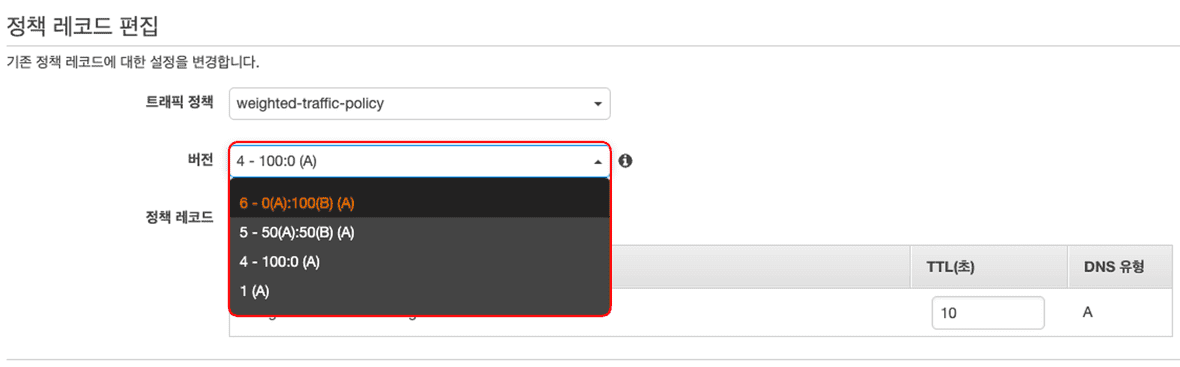 정책 레코드 편집
기존 정책 레코드에 대한 설정을 변경합니다.
트래픽 정책 weighted-traffic-policy
버전 4 - 100:0 (A)
6 - 0(A):100(B) (A)
정책 레코드
5 - 50(A):50(B) (A)
4 - 100:0 (A)
TTL(초) DNS 유형
1 (A)
10 A